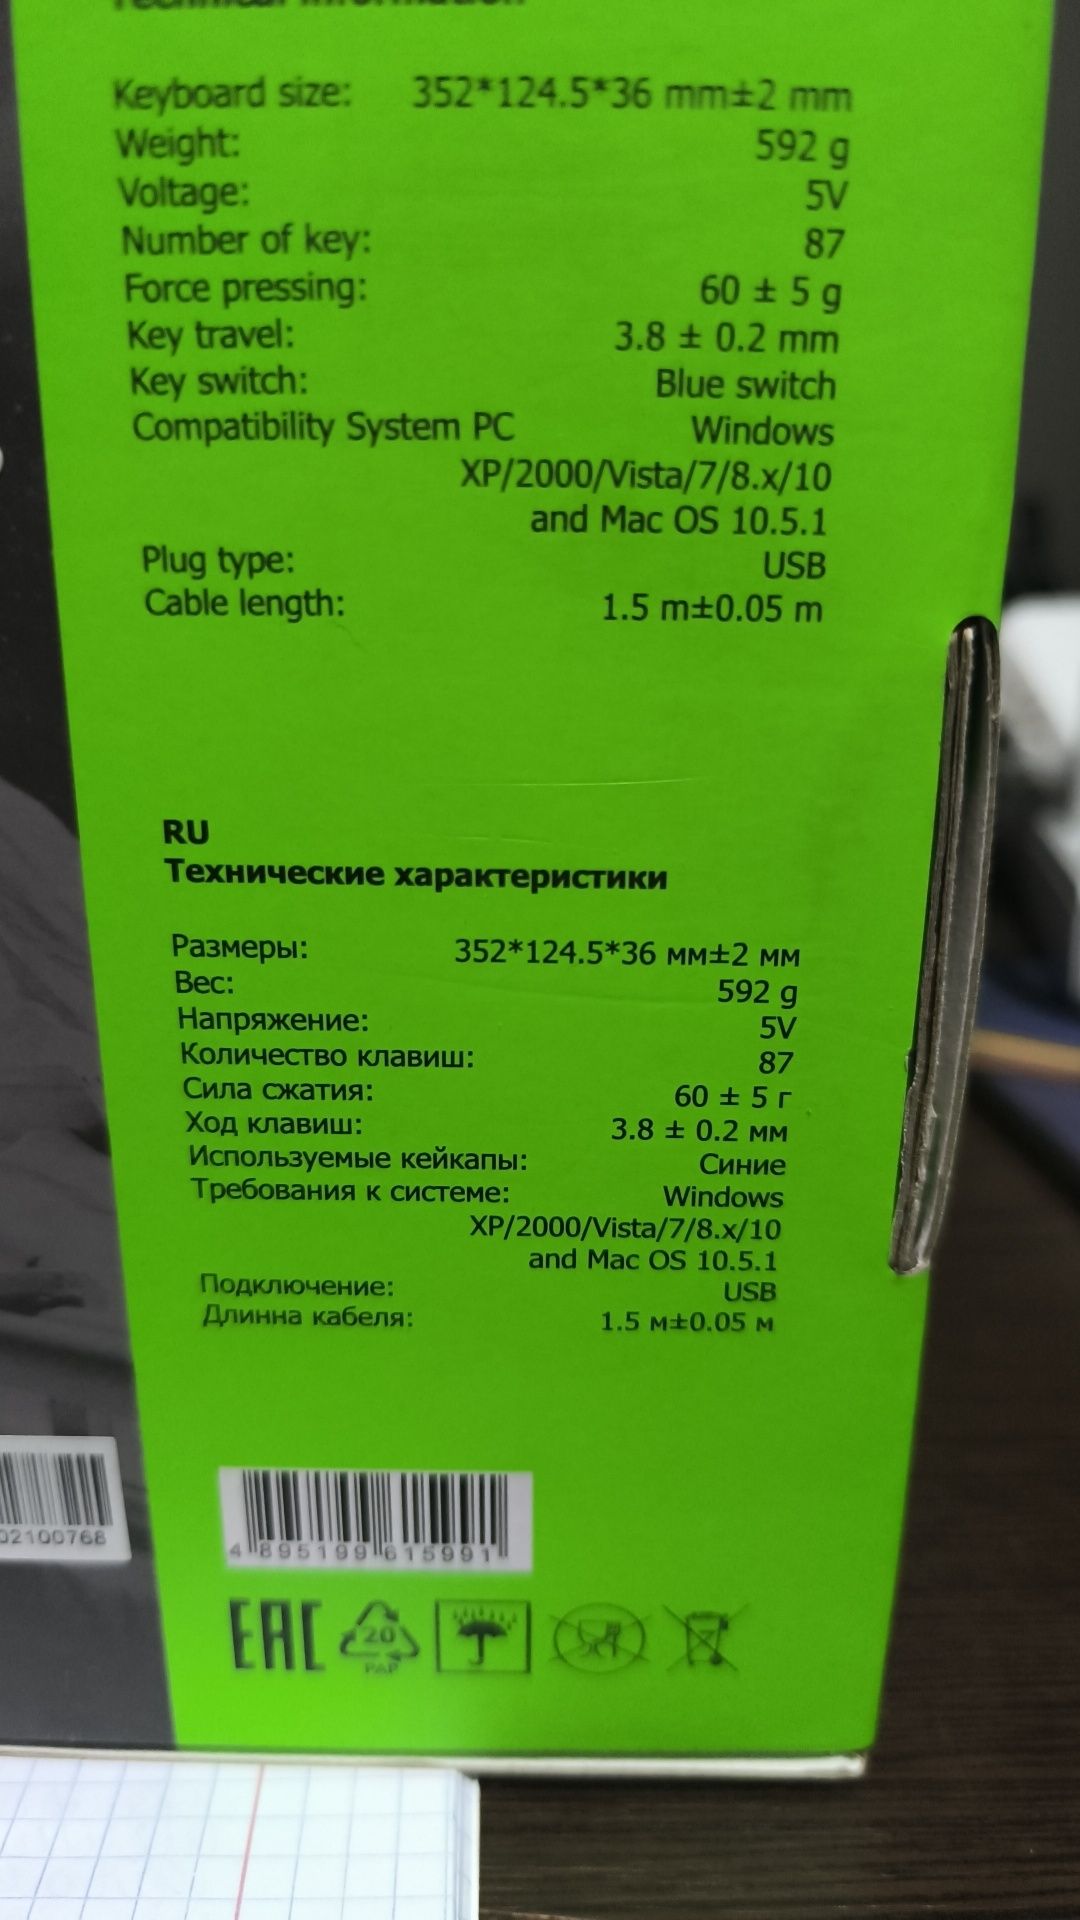 Technical information
Keyboard size: 352*124.5*36 mm±2 mm
Weight: 592 g
Voltage: 5V
Number of key: 87
Force pressing: 60 ± 5 g
Key travel: 3.8 ± 0.2 mm
Key switch: Blue switch
Compatibility System PC Windows
XP/2000/Vista/7/8.x/10
and Mac OS 10.5.1
Plug type: USB
Cable length: 1.5 m±0.05 m
RU
Технические характеристики
Размеры: 352*124.5*36 мм±2 мм
Вес: 592 g
Напряжение: 5V
Количество клавиш: 87
Сила сжатия: 60 ± 5 г
Ход клавиш: 3.8 ± 0.2 мм
Используемые кейкапы: Синие
Требования к системе: Windows
XP/2000/Vista/7/8.x/10
and Mac OS 10.5.1
Подключение: USB
Длинна кабеля: 1.5 м±0.05 м
02100768
4 895199 615991
EAC
20
PAP